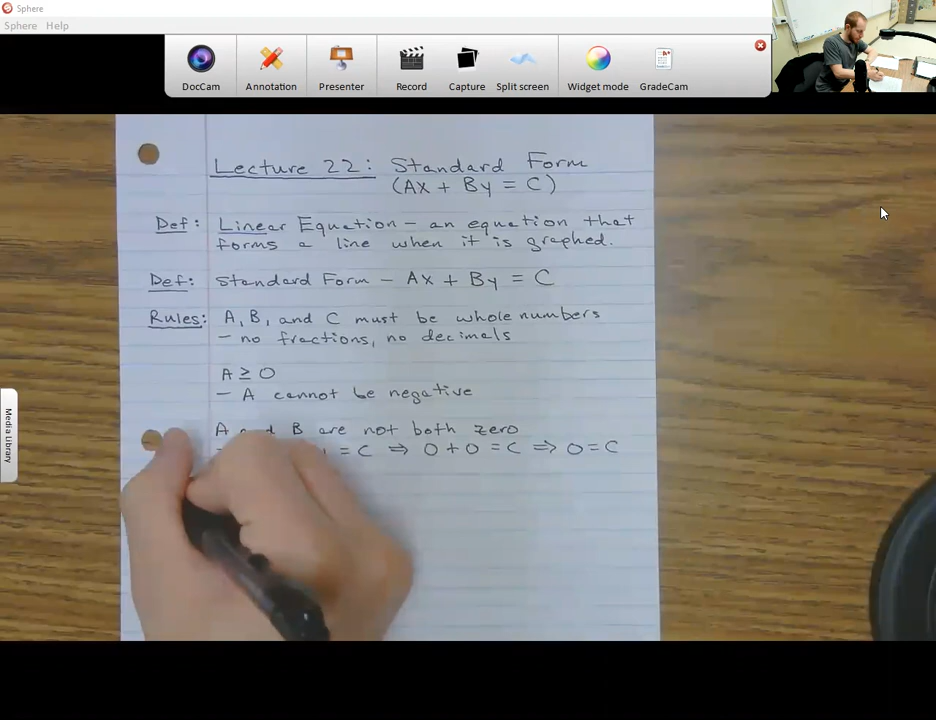 Sphere
Sphere Help
DocCam Annotation Presenter Record Capture Split screen Widget mode GradeCam
Media Library
Lecture 22: Standard Form
(Ax + By = C)
Def: Linear Equation – an equation that
forms a line when it is graphed.
Def: Standard Form – Ax + By = C
Rules: A, B, and C must be whole numbers
– no fractions, no decimals
A ≥ 0
– A cannot be negative
A and B are not both zero
= C ⇒ 0 + 0 = C ⇒ 0 = C